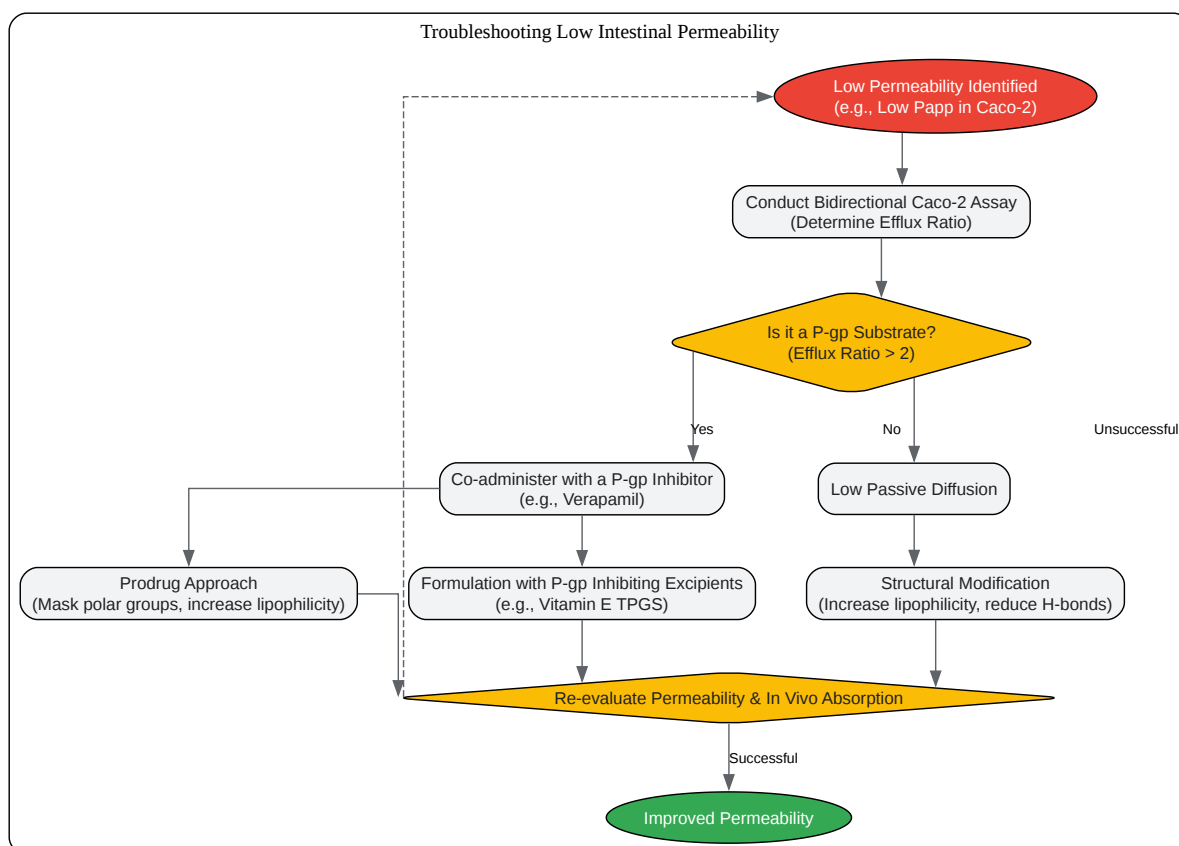 Troubleshooting Low Intestinal Permeability
Low Permeability Identified
(e.g., Low Papp in Caco-2)
Conduct Bidirectional Caco-2 Assay
(Determine Efflux Ratio)
Is it a P-gp Substrate?
(Efflux Ratio > 2)
Yes
No
Unsuccessful
Co-administer with a P-gp Inhibitor
(e.g., Verapamil)
Low Passive Diffusion
Prodrug Approach
(Mask polar groups, increase lipophilicity)
Formulation with P-gp Inhibiting Excipients
(e.g., Vitamin E TPGS)
Structural Modification
(Increase lipophilicity, reduce H-bonds)
Re-evaluate Permeability & In Vivo Absorption
Successful
Improved Permeability